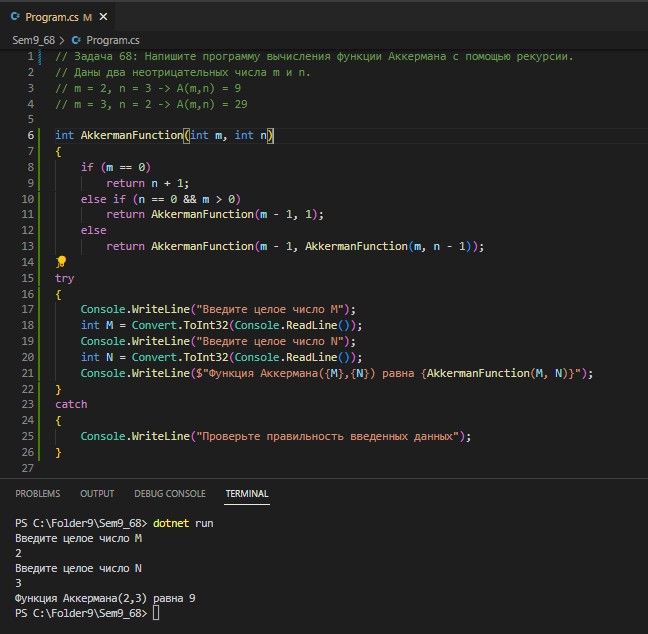 Program.cs M ×
Sem9_68 > Program.cs
1 // Задача 68: Напишите программу вычисления функции Аккермана с помощью рекурсии.
2 // Даны два неотрицательных числа m и n.
3 // m = 2, n = 3 -> A(m,n) = 9
4 // m = 3, n = 2 -> A(m,n) = 29
5
6 int AkkermanFunction(int m, int n)
7 {
8     if (m == 0)
9         return n + 1;
10     else if (n == 0 && m > 0)
11         return AkkermanFunction(m - 1, 1);
12     else
13         return AkkermanFunction(m - 1, AkkermanFunction(m, n - 1));
14 }
15 try
16 {
17     Console.WriteLine("Введите целое число M");
18     int M = Convert.ToInt32(Console.ReadLine());
19     Console.WriteLine("Введите целое число N");
20     int N = Convert.ToInt32(Console.ReadLine());
21     Console.WriteLine($"Функция Аккермана({M},{N}) равна {AkkermanFunction(M, N)}");
22 }
23 catch
24 {
25     Console.WriteLine("Проверьте правильность введенных данных");
26 }
27
PROBLEMS OUTPUT DEBUG CONSOLE TERMINAL
PS C:\Folder9\Sem9_68> dotnet run
Введите целое число M
2
Введите целое число N
3
Функция Аккермана(2,3) равна 9
PS C:\Folder9\Sem9_68>